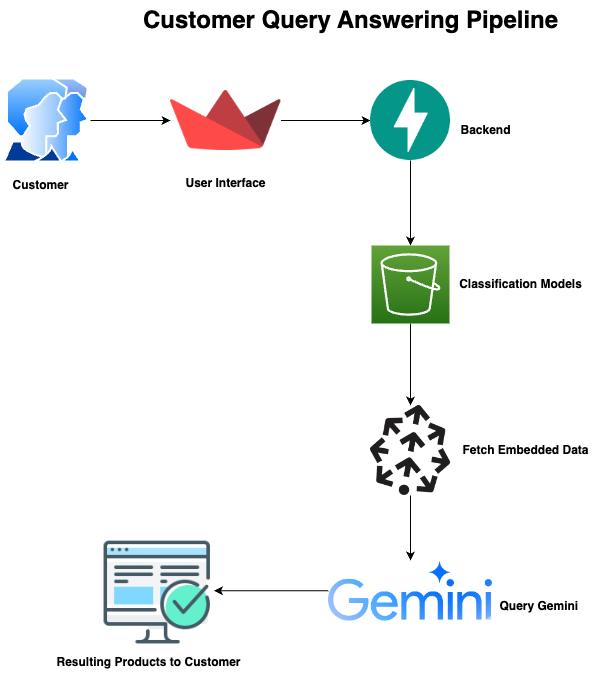 Customer Query Answering Pipeline
Customer
User Interface
Backend
Classification Models
Fetch Embedded Data
Gemini
Query Gemini
Resulting Products to Customer